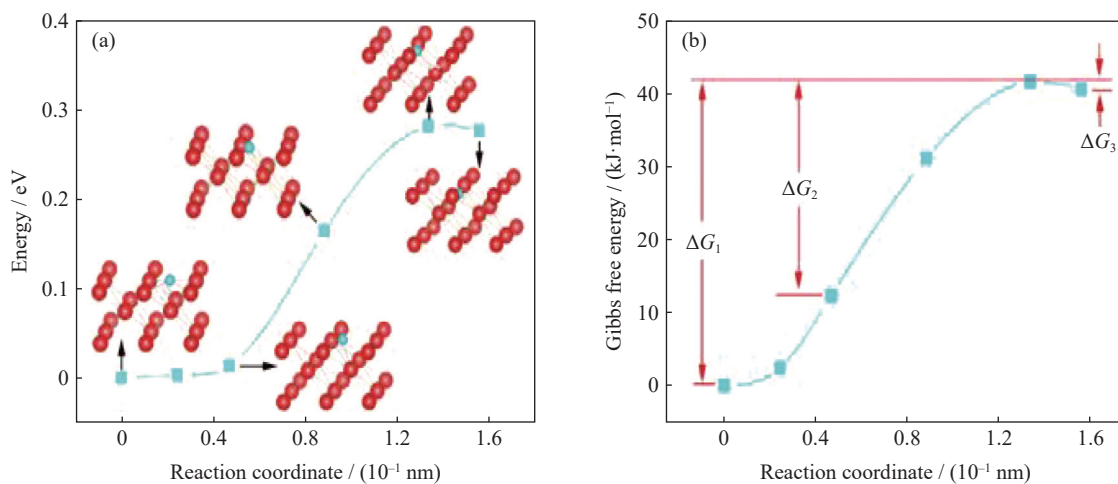 (a)
0.4
0.3
0.2
0.1
0
Energy / eV
0
0.4
0.8
1.2
1.6
Reaction coordinate / (10⁻¹ nm)
(b)
50
40
30
20
10
0
Gibbs free energy / (kJ·mol⁻¹)
ΔG₁
ΔG₂
ΔG₃
0
0.4
0.8
1.2
1.6
Reaction coordinate / (10⁻¹ nm)